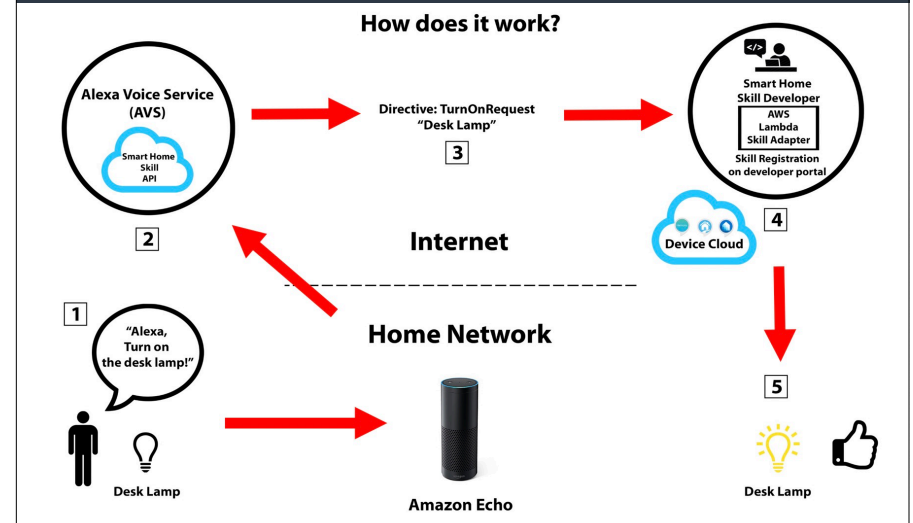 How does it work?
Alexa Voice Service
(AVS)
Smart Home
Skill
API
2
Directive: TurnOnRequest
“Desk Lamp”
3
</>
Smart Home
Skill Developer
AWS
Lambda
Skill Adapter
Skill Registration
on developer portal
4
Device Cloud
Internet
Home Network
1
“Alexa,
Turn on
the desk lamp!”
Desk Lamp
Amazon Echo
5
Desk Lamp